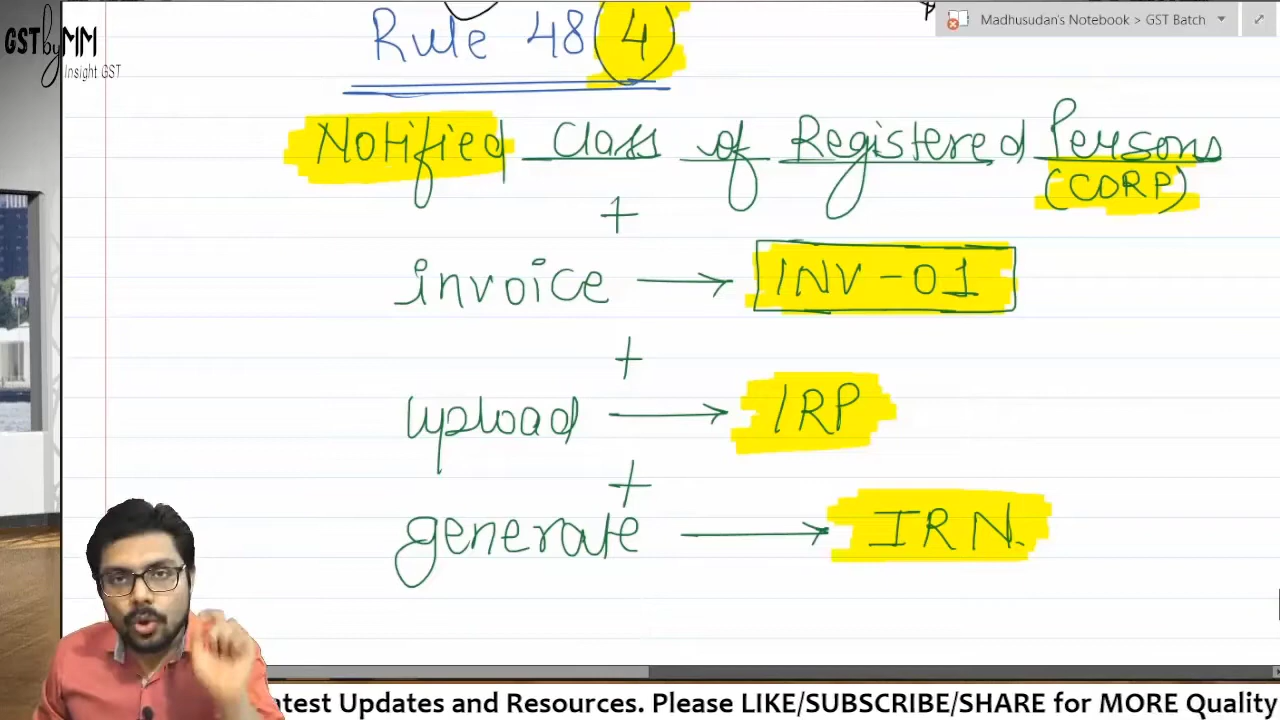 GST by MM
Insight GST
Madhusudan's Notebook > GST Batch
Rule 48(4)
Notified Class of Registered Persons
(CORP)
+
invoice → INV-01
+
upload → IRP
+
generate → IRN.
atest Updates and Resources. Please LIKE/SUBSCRIBE/SHARE for MORE Quality